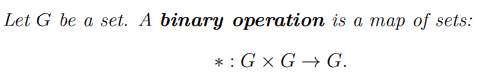 Let G be a set. A binary operation is a map of sets:
* : G × G → G.